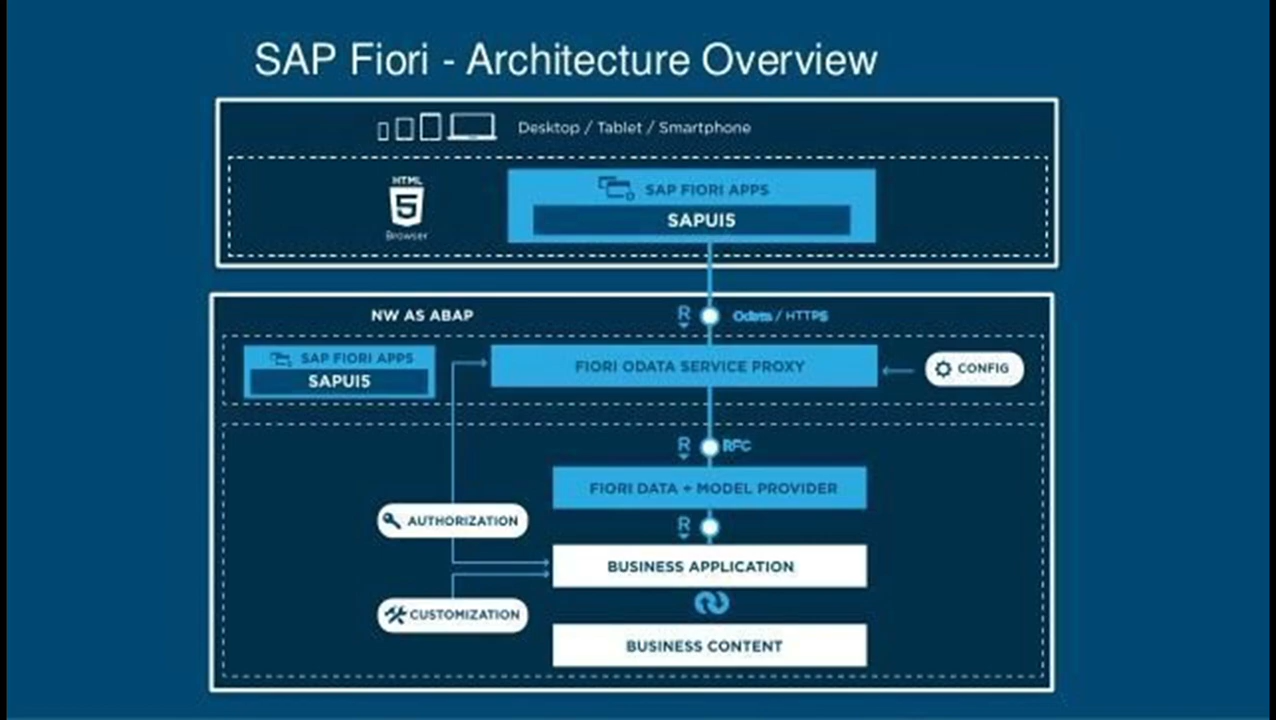 SAP Fiori - Architecture Overview
Desktop / Tablet / Smartphone
HTML
5
Browser
SAP FIORI APPS
SAPUI5
NW AS ABAP
R
Odata / HTTPS
SAP FIORI APPS
SAPUI5
FIORI ODATA SERVICE PROXY
CONFIG
R
RFC
FIORI DATA + MODEL PROVIDER
R
AUTHORIZATION
BUSINESS APPLICATION
CUSTOMIZATION
BUSINESS CONTENT